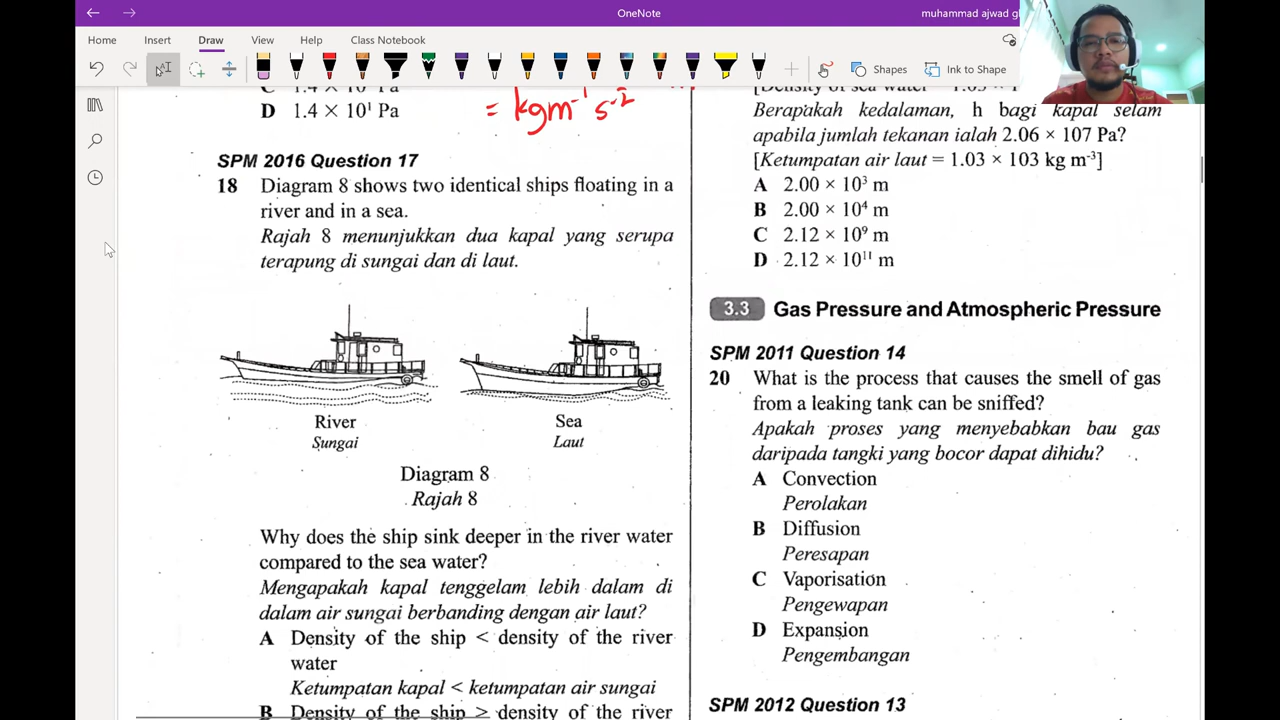 OneNote
muhammad ajwad gh
Home Insert Draw View Help Class Notebook
Shapes
Ink to Shape
D 1.4 × 10¹ Pa
= kgm⁻¹ s⁻²
SPM 2016 Question 17
18 Diagram 8 shows two identical ships floating in a
river and in a sea.
Rajah 8 menunjukkan dua kapal yang serupa
terapung di sungai dan di laut.
River
Sungai
Sea
Laut
Diagram 8
Rajah 8
Why does the ship sink deeper in the river water
compared to the sea water?
Mengapakah kapal tenggelam lebih dalam di
dalam air sungai berbanding dengan air laut?
A Density of the ship < density of the river
water
Ketumpatan kapal < ketumpatan air sungai
B Density of the ship > density of the river
Berapakah kedalaman, h bagi kapal selam
apabila jumlah tekanan ialah 2.06 × 107 Pa?
[Ketumpatan air laut = 1.03 × 103 kg m⁻³]
A 2.00 × 10³ m
B 2.00 × 10⁴ m
C 2.12 × 10⁹ m
D 2.12 × 10¹¹ m
3.3 Gas Pressure and Atmospheric Pressure
SPM 2011 Question 14
20 What is the process that causes the smell of gas
from a leaking tank can be sniffed?
Apakah proses yang menyebabkan bau gas
daripada tangki yang bocor dapat dihidu?
A Convection
Perolakan
B Diffusion
Peresapan
C Vaporisation
Pengewapan
D Expansion
Pengembangan
SPM 2012 Question 13